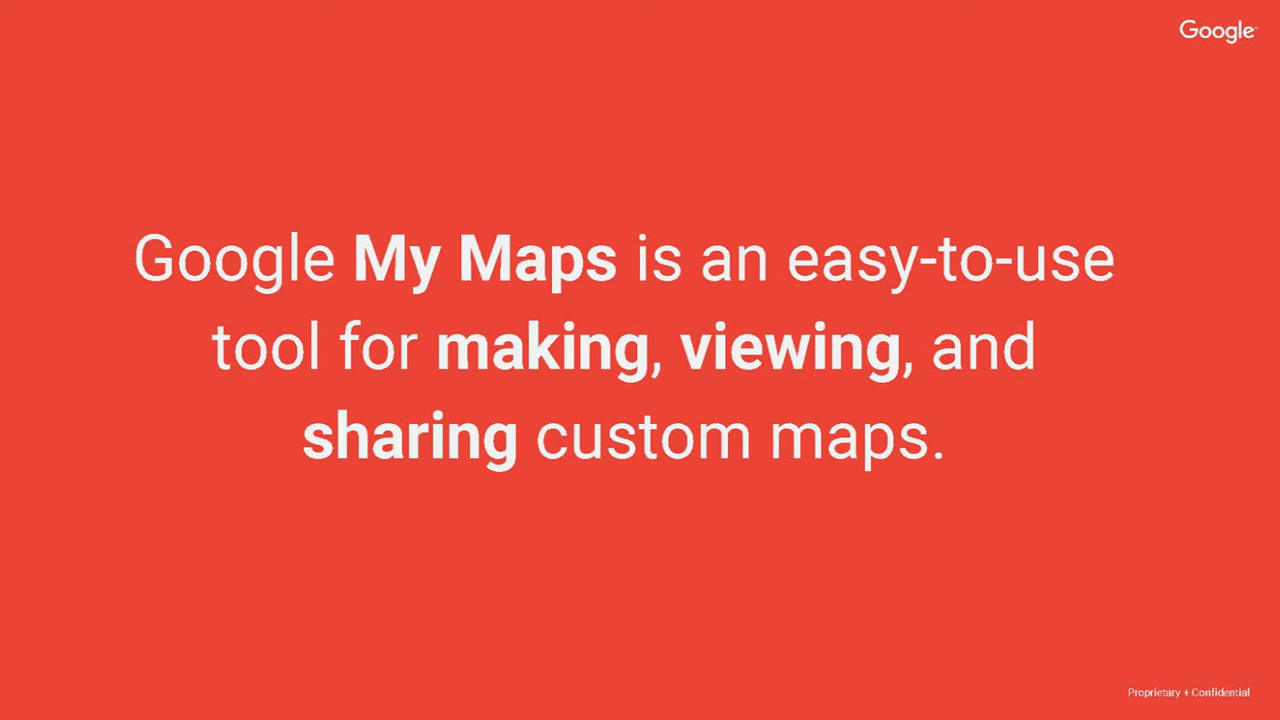 Google
Google My Maps is an easy-to-use
tool for making, viewing, and
sharing custom maps.
Proprietary + Confidential